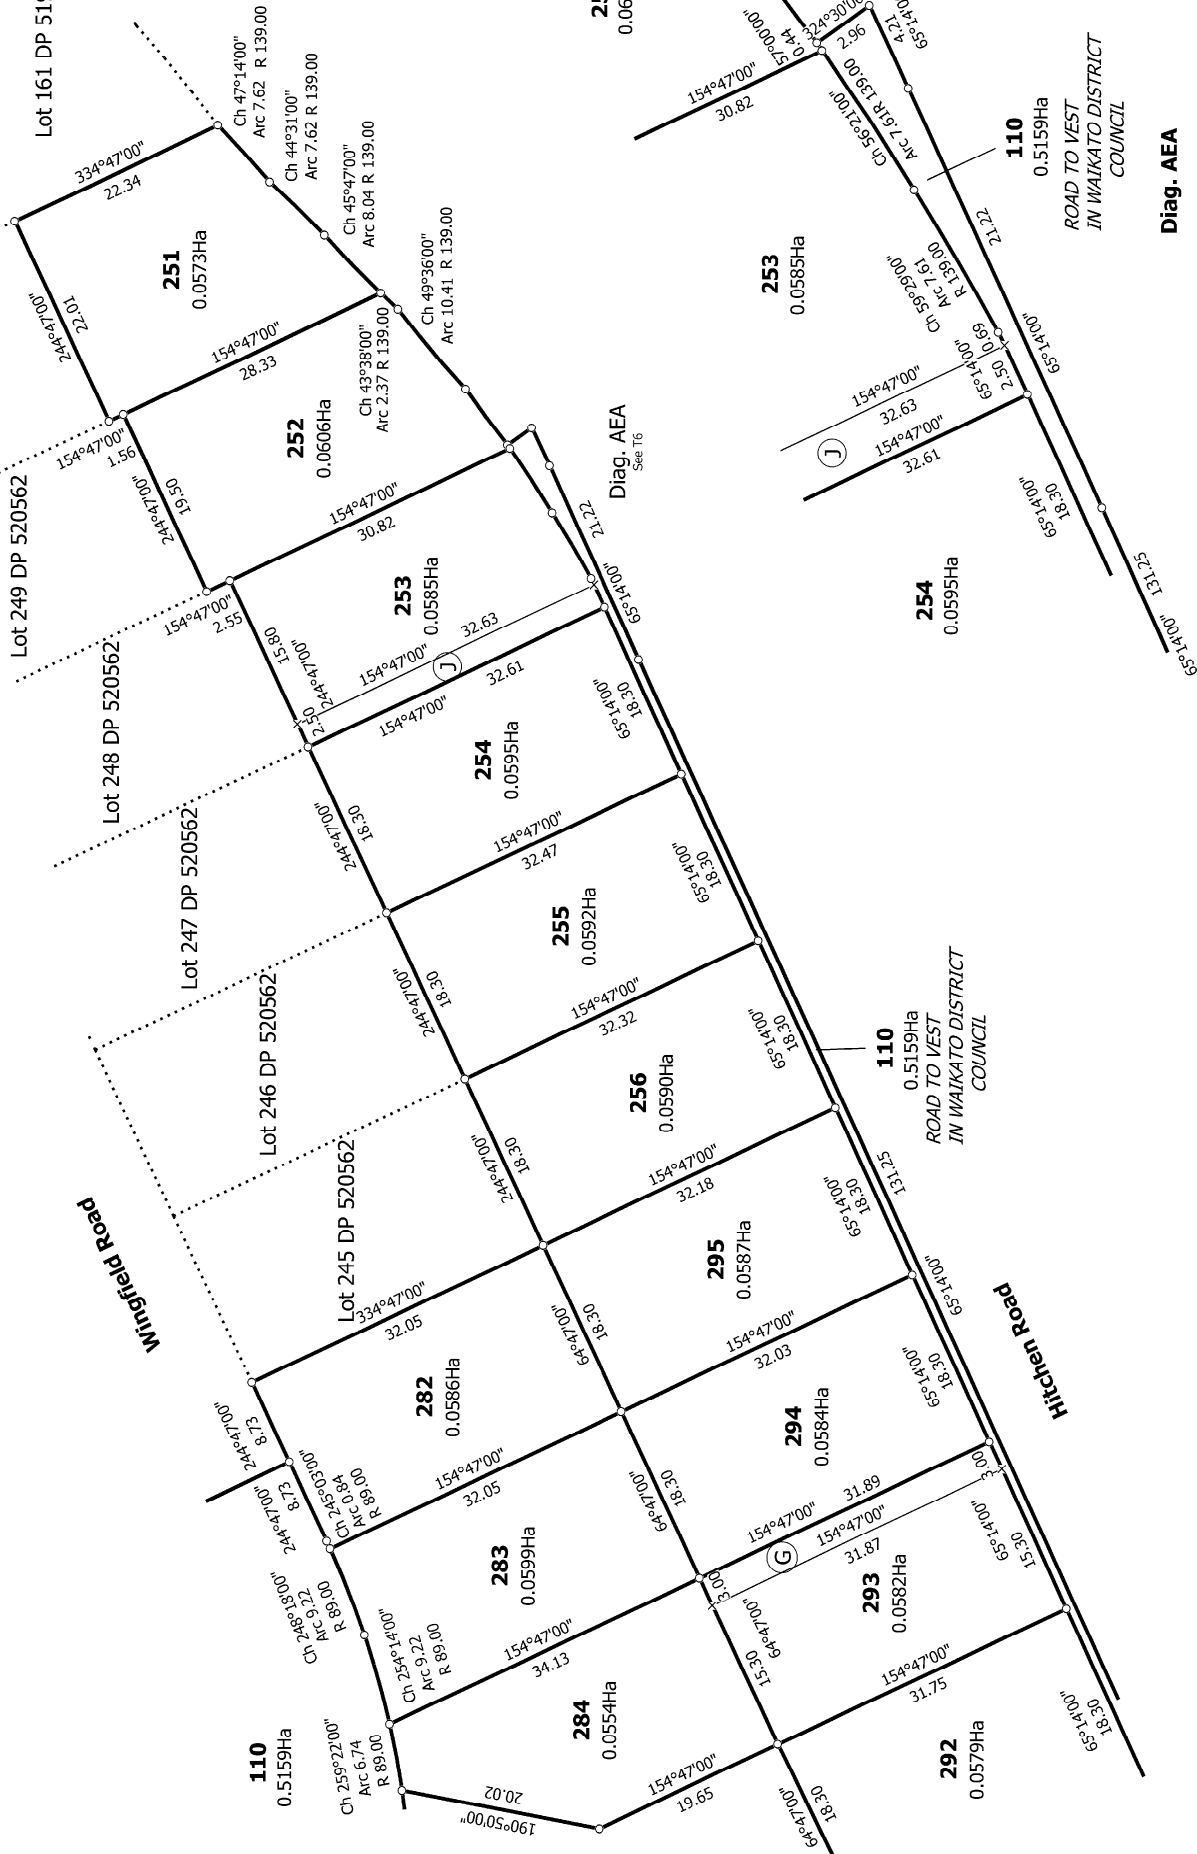 Lot 161 DP 519
Ch 47°14'00"
Arc 7.62 R 139.00
Ch 44°31'00"
Arc 7.62 R 139.00
Ch 45°47'00"
Arc 8.04 R 139.00
Ch 49°36'00"
Arc 10.41 R 139.00
Ch 43°38'00"
Arc 2.37 R 139.00
334°47'00"
22.34
251
0.0573Ha
244°47'00"
22.01
154°47'00"
28.33
154°47'00"
1.56
252
0.0606Ha
244°47'00"
19.50
154°47'00"
30.82
154°47'00"
2.55
Lot 249 DP 520562
Lot 248 DP 520562
Lot 247 DP 520562
Lot 246 DP 520562
Lot 245 DP 520562
253
0.0585Ha
15.80
244°47'00"
2.50
154°47'00"
32.63
J
154°47'00"
32.61
Diag. AEA
See T6
21.22
65°14'00"
254
0.0595Ha
244°47'00"
18.30
65°14'00"
18.30
154°47'00"
32.47
255
0.0592Ha
244°47'00"
18.30
65°14'00"
18.30
154°47'00"
32.32
256
0.0590Ha
244°47'00"
18.30
65°14'00"
18.30
154°47'00"
32.18
110
0.5159Ha
ROAD TO VEST
IN WAIKATO DISTRICT
COUNCIL
295
0.0587Ha
64°47'00"
18.30
65°14'00"
18.30
131.25
65°14'00"
154°47'00"
32.03
294
0.0584Ha
64°47'00"
18.30
65°14'00"
18.30
154°47'00"
31.89
G
154°47'00"
31.87
3.00
3.00
293
0.0582Ha
64°47'00"
15.30
65°14'00"
15.30
154°47'00"
31.75
292
0.0579Ha
64°47'00"
18.30
65°14'00"
18.30
Hitchen Road
Wingfield Road
334°47'00"
32.05
282
0.0586Ha
244°47'00"
8.73
244°47'00"
8.73
Ch 245°03'00"
Arc 0.84
R 89.00
154°47'00"
32.05
283
0.0599Ha
Ch 248°18'00"
Arc 9.22
R 89.00
Ch 254°14'00"
Arc 9.22
R 89.00
154°47'00"
34.13
284
0.0554Ha
110
0.5159Ha
Ch 259°22'00"
Arc 6.74
R 89.00
190°50'00"
20.02
154°47'00"
19.65
25
0.06
57°00'00"
0.44
324°30'00"
2.96
65°14'0
4.21
154°47'00"
30.82
Ch 56°21'00"
Arc 7.61 R 139.00
253
0.0585Ha
Ch 59°29'00"
Arc 7.61
R 139.00
110
0.5159Ha
ROAD TO VEST
IN WAIKATO DISTRICT
COUNCIL
21.22
65°14'00"
0.69
65°14'00"
2.50
154°47'00"
32.63
J
154°47'00"
32.61
65°14'00"
18.30
254
0.0595Ha
131.25
65°14'00"
Diag. AEA